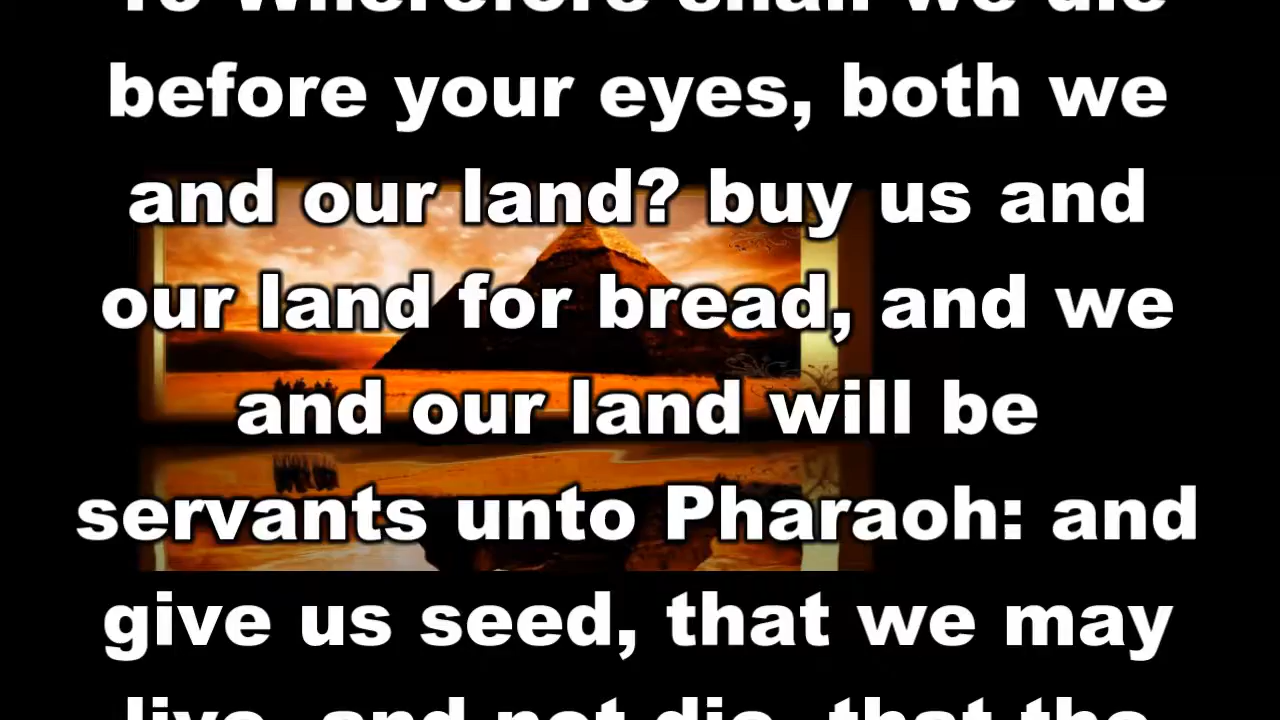 Wherefore shall we die
before your eyes, both we
and our land? buy us and
our land for bread, and we
and our land will be
servants unto Pharaoh: and
give us seed, that we may
live, and not die, that the